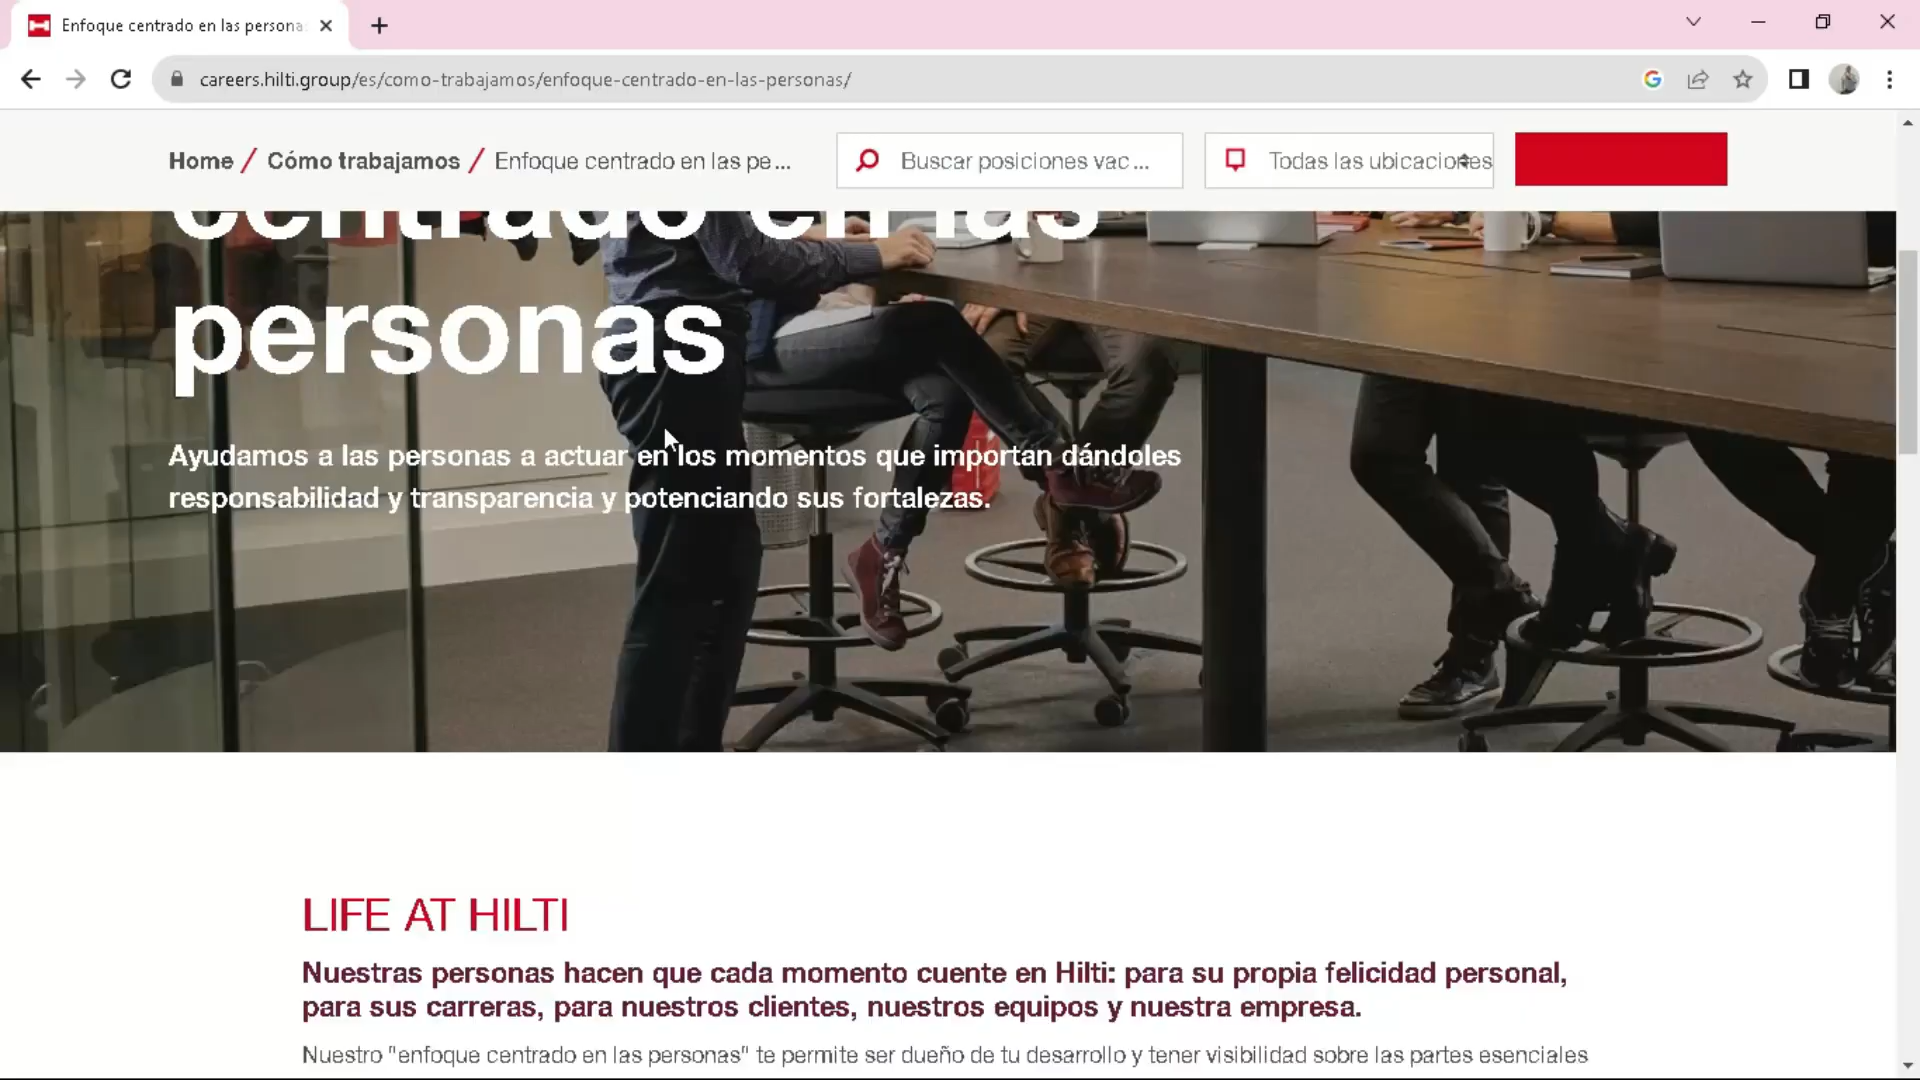 Enfoque centrado en las persona
careers.hilti.group/es/como-trabajamos/enfoque-centrado-en-las-personas/
Home / Cómo trabajamos / Enfoque centrado en las pe...
Buscar posiciones vac ...
Todas las ubicaciones
centrado en las
personas
Ayudamos a las personas a actuar en los momentos que importan dándoles
responsabilidad y transparencia y potenciando sus fortalezas.
LIFE AT HILTI
Nuestras personas hacen que cada momento cuente en Hilti: para su propia felicidad personal,
para sus carreras, para nuestros clientes, nuestros equipos y nuestra empresa.
Nuestro "enfoque centrado en las personas" te permite ser dueño de tu desarrollo y tener visibilidad sobre las partes esenciales